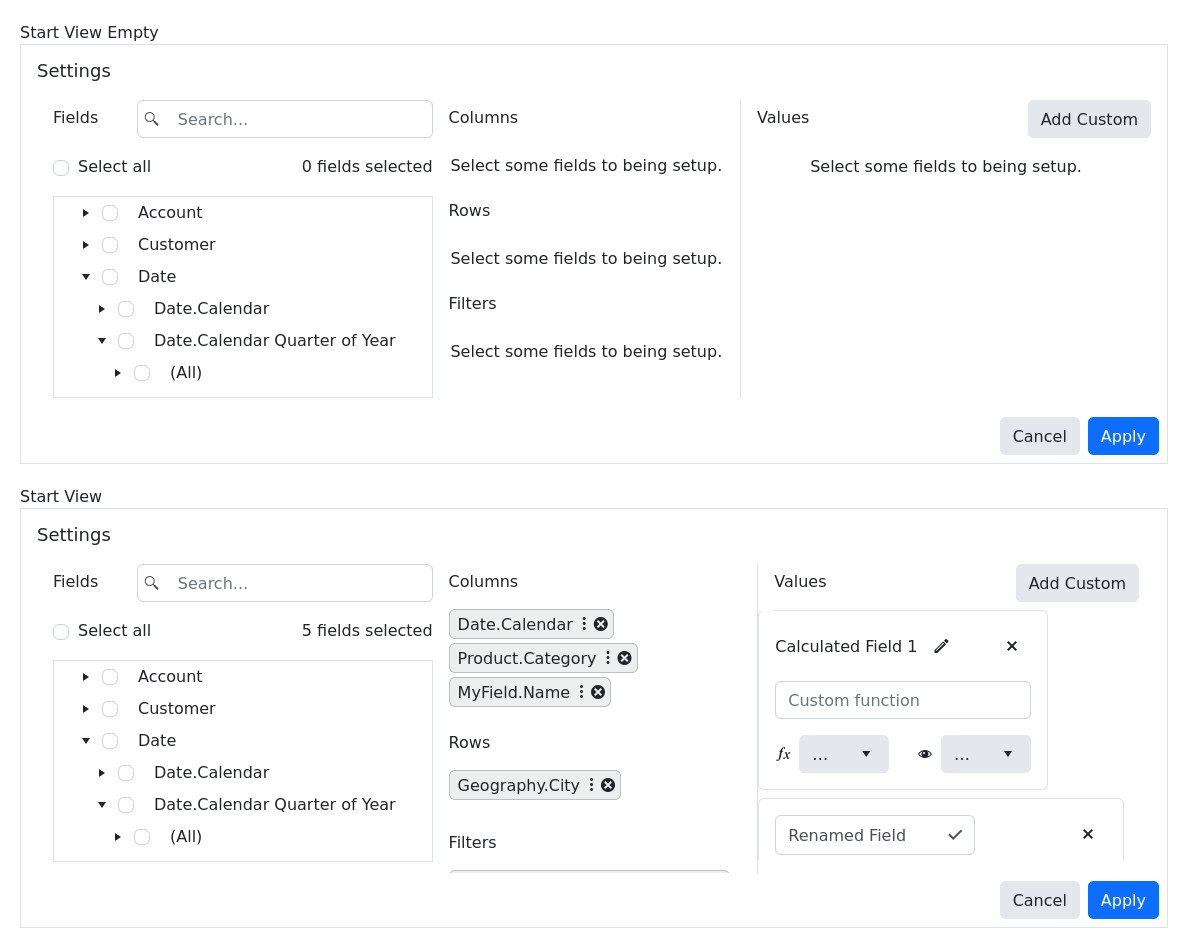 Start View Empty
Settings
Fields
Search...
Select all
0 fields selected
Account
Customer
Date
Date.Calendar
Date.Calendar Quarter of Year
(All)
Columns
Select some fields to being setup.
Rows
Select some fields to being setup.
Filters
Select some fields to being setup.
Values
Add Custom
Select some fields to being setup.
Cancel
Apply
Start View
Settings
Fields
Search...
Select all
5 fields selected
Account
Customer
Date
Date.Calendar
Date.Calendar Quarter of Year
(All)
Columns
Date.Calendar
Product.Category
MyField.Name
Rows
Geography.City
Filters
Values
Add Custom
Calculated Field 1
Custom function
fx
...
...
Renamed Field
Cancel
Apply